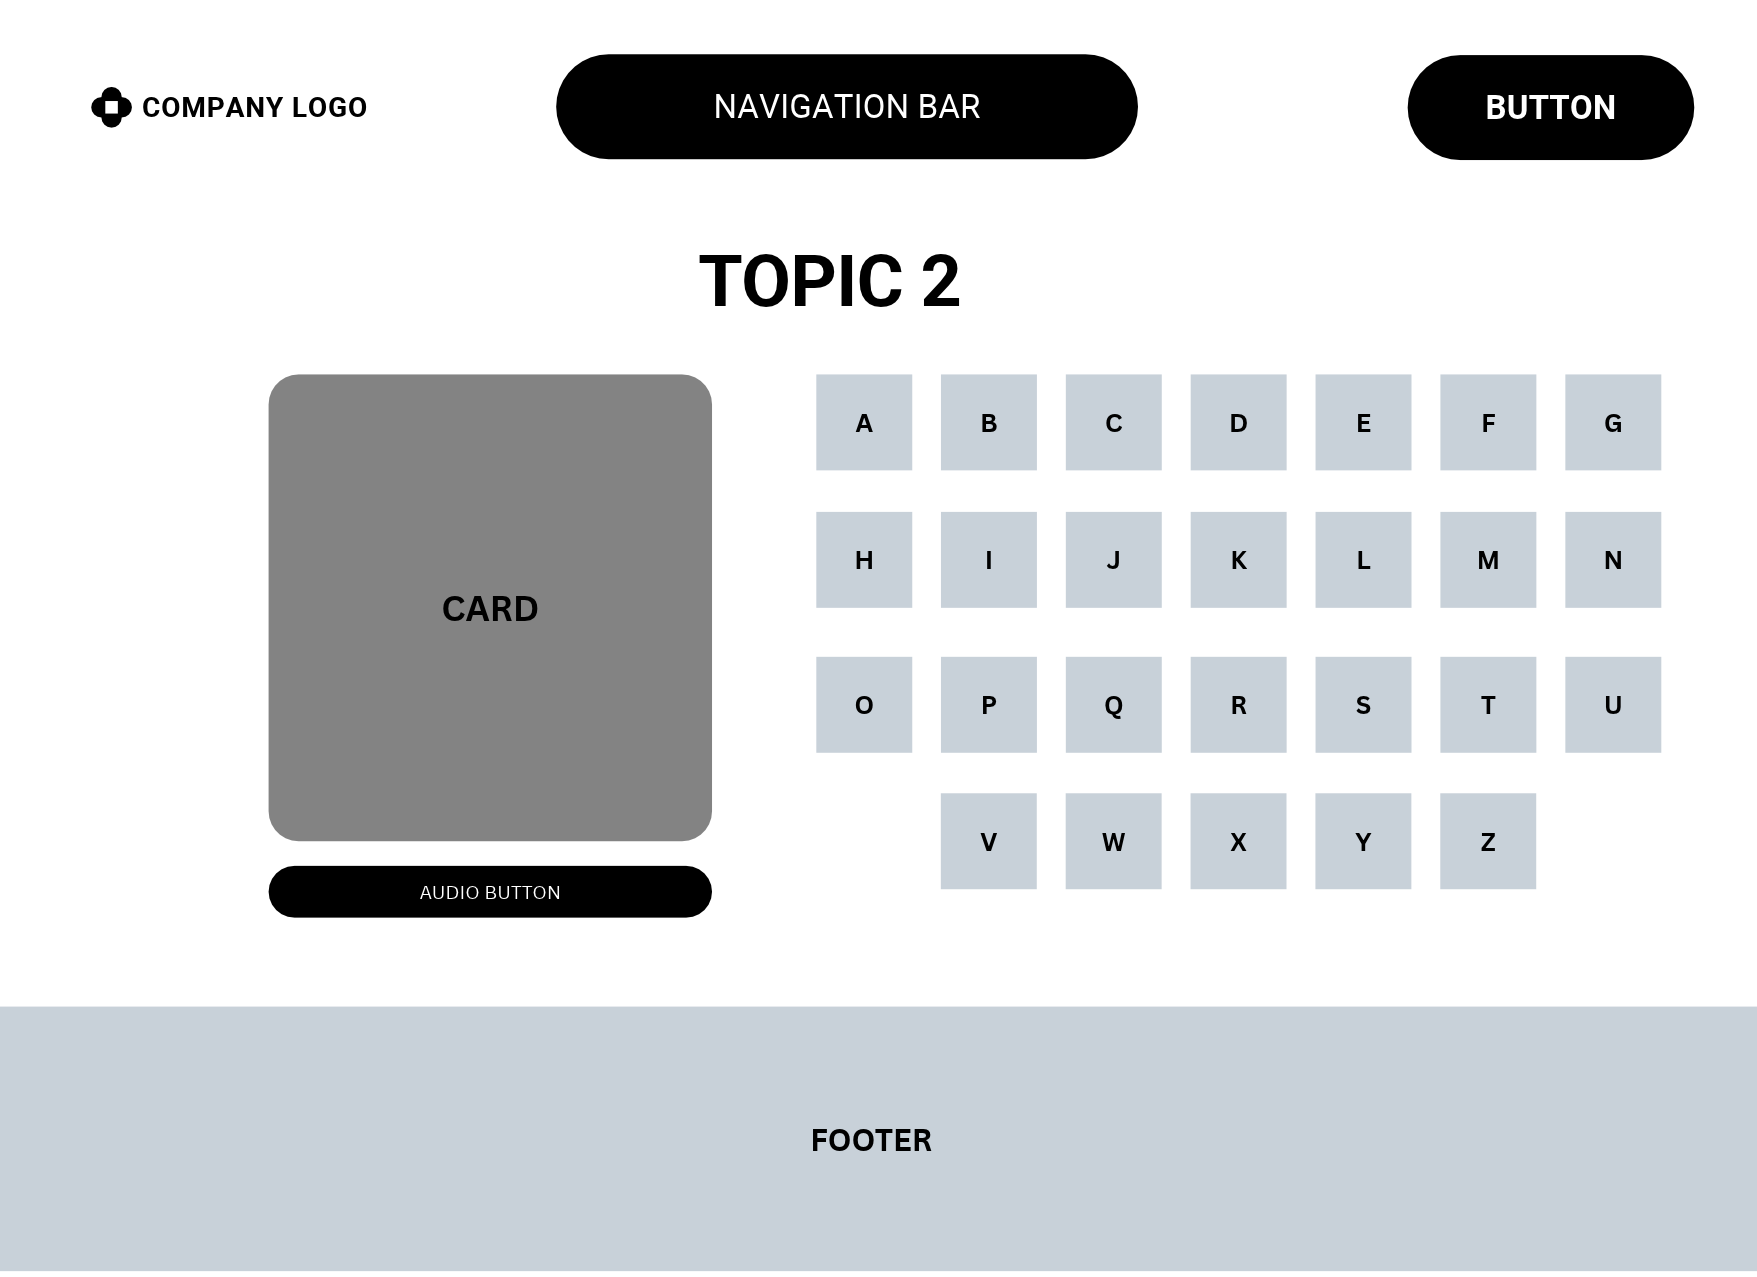 COMPANY LOGO
NAVIGATION BAR
BUTTON
TOPIC 2
CARD
AUDIO BUTTON
A B C D E F G
H I J K L M N
O P Q R S T U
V W X Y Z
FOOTER